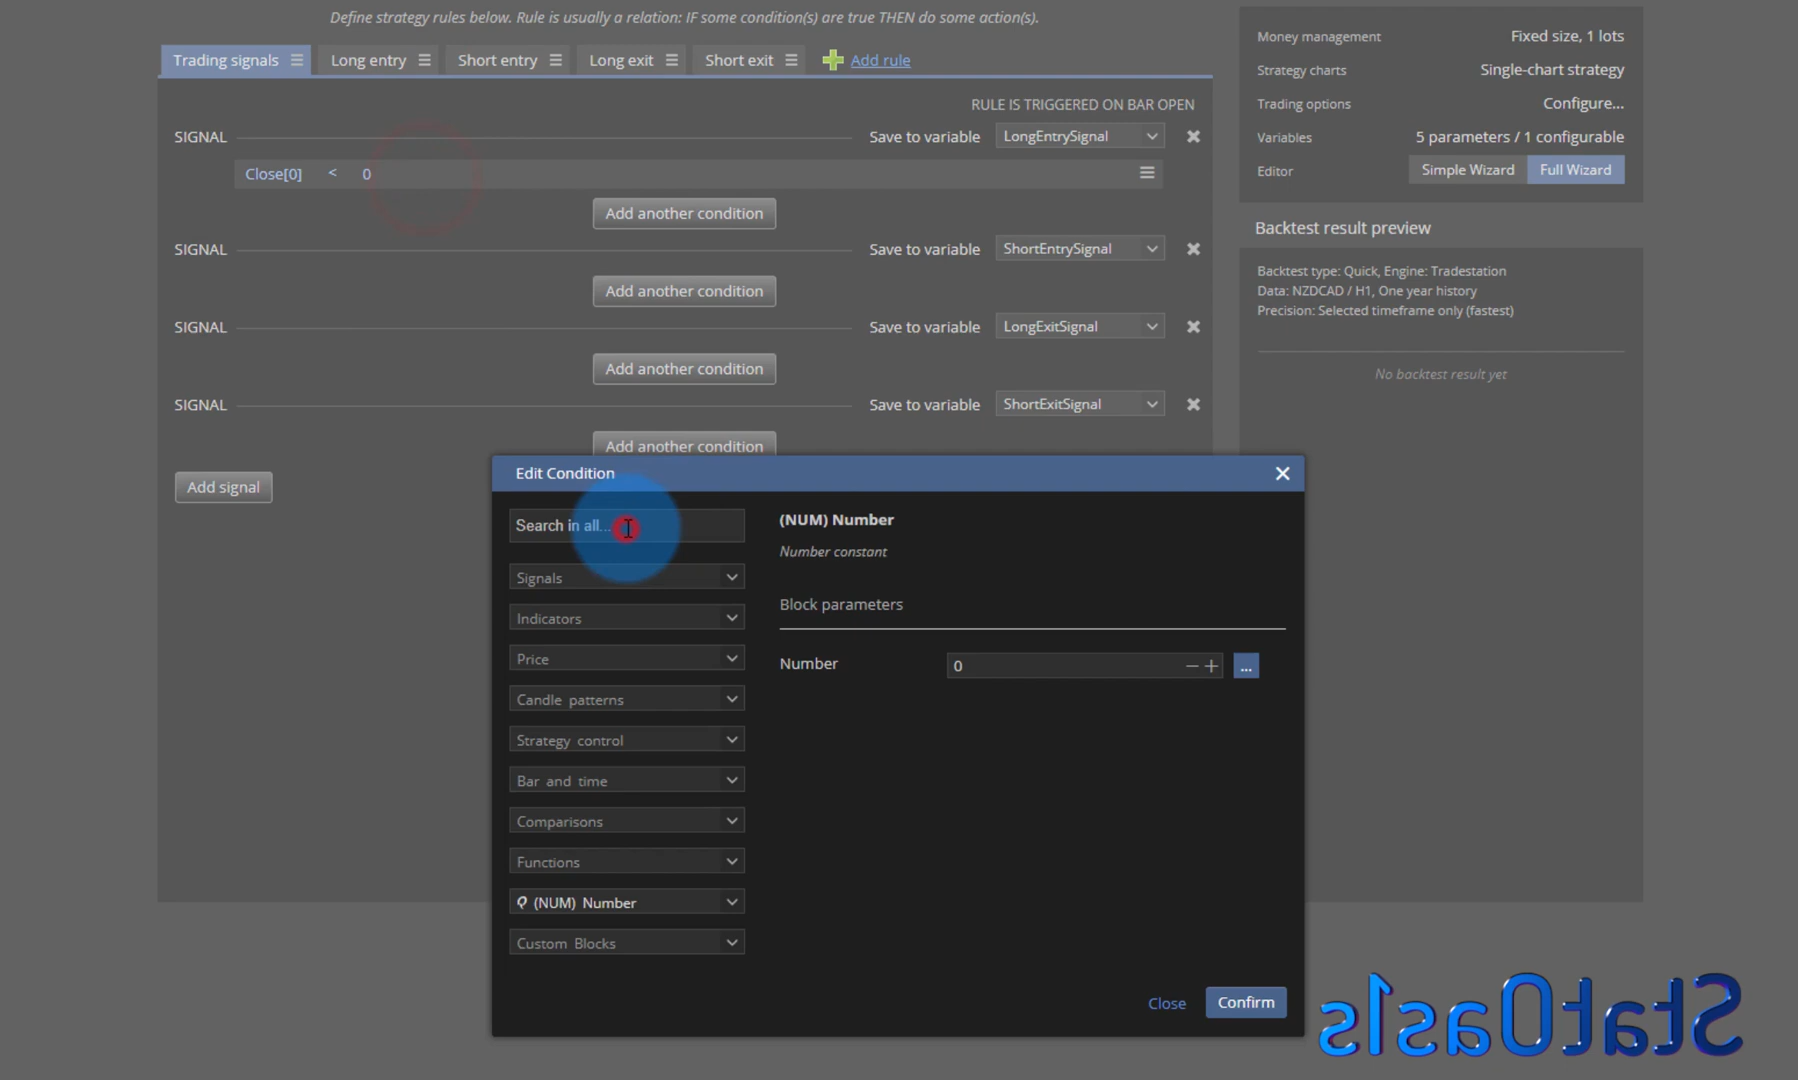 Define strategy rules below. Rule is usually a relation: IF some condition(s) are true THEN do some action(s).
Trading signals
Long entry
Short entry
Long exit
Short exit
Add rule
RULE IS TRIGGERED ON BAR OPEN
SIGNAL
Save to variable
LongEntrySignal
Close[0] < 0
Add another condition
SIGNAL
Save to variable
ShortEntrySignal
Add another condition
SIGNAL
Save to variable
LongExitSignal
Add another condition
SIGNAL
Save to variable
ShortExitSignal
Add another condition
Add signal
Money management
Fixed size, 1 lots
Strategy charts
Single-chart strategy
Trading options
Configure...
Variables
5 parameters / 1 configurable
Editor
Simple Wizard
Full Wizard
Backtest result preview
Backtest type: Quick, Engine: Tradestation
Data: NZDCAD / H1, One year history
Precision: Selected timeframe only (fastest)
No backtest result yet
Edit Condition
Search in all...
Signals
Indicators
Price
Candle patterns
Strategy control
Bar and time
Comparisons
Functions
(NUM) Number
Custom Blocks
(NUM) Number
Number constant
Block parameters
Number
0
...
Close
Confirm
StatOas1s